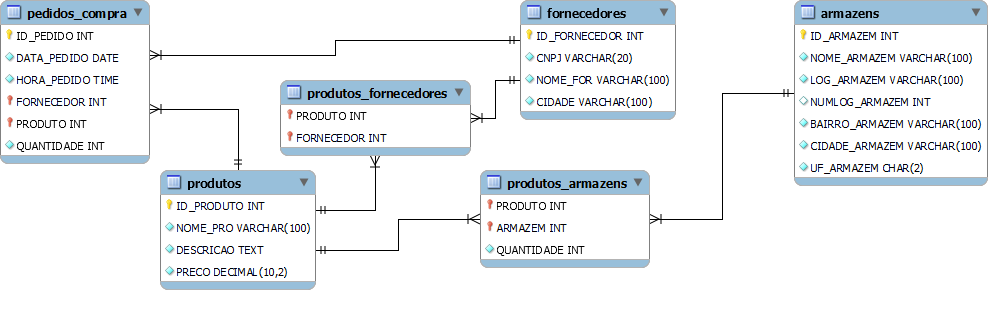 pedidos_compra
ID_PEDIDO INT
DATA_PEDIDO DATE
HORA_PEDIDO TIME
FORNECEDOR INT
PRODUTO INT
QUANTIDADE INT
produtos_fornecedores
PRODUTO INT
FORNECEDOR INT
fornecedores
ID_FORNECEDOR INT
CNPJ VARCHAR(20)
NOME_FOR VARCHAR(100)
CIDADE VARCHAR(100)
armazens
ID_ARMAZEM INT
NOME_ARMAZEM VARCHAR(100)
LOG_ARMAZEM VARCHAR(100)
NUMLOG_ARMAZEM INT
BAIRRO_ARMAZEM VARCHAR(100)
CIDADE_ARMAZEM VARCHAR(100)
UF_ARMAZEM CHAR(2)
produtos
ID_PRODUTO INT
NOME_PRO VARCHAR(100)
DESCRICAO TEXT
PRECO DECIMAL(10,2)
produtos_armazens
PRODUTO INT
ARMAZEM INT
QUANTIDADE INT